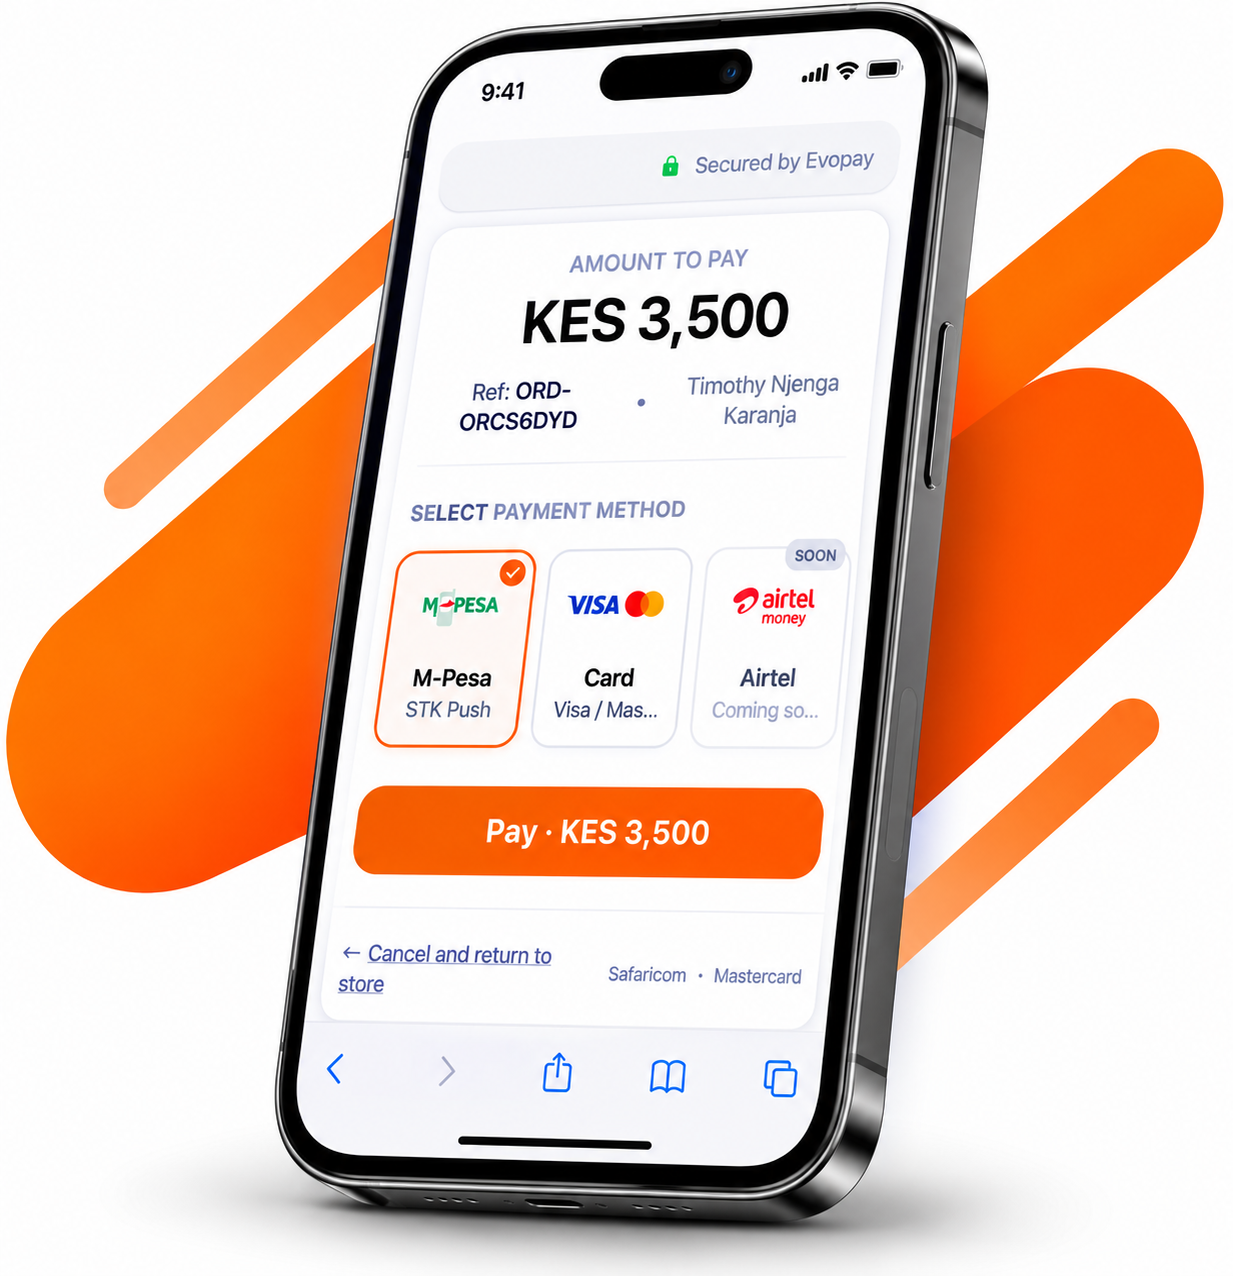 9:41
Secured by Evopay
AMOUNT TO PAY
KES 3,500
Ref: ORD-
ORCS6DYD
•
Timothy Njenga
Karanja
SELECT PAYMENT METHOD
SOON
M-PESA
VISA
airtel
money
M-Pesa
Card
Airtel
STK Push
Visa / Mas...
Coming so...
Pay · KES 3,500
← Cancel and return to
store
Safaricom • Mastercard